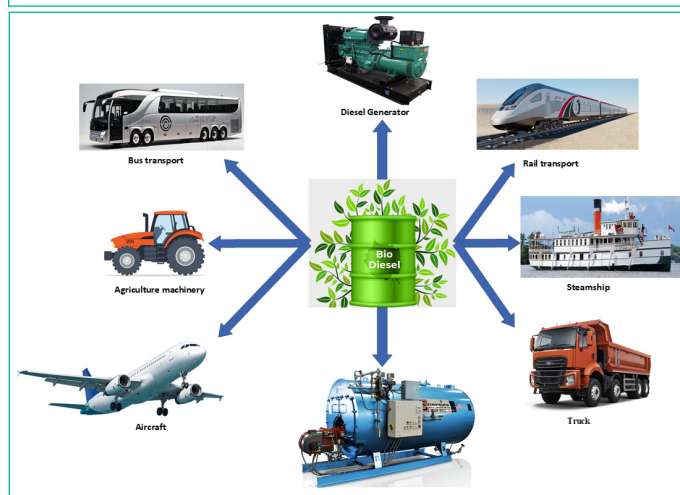 Diesel Generator
Bus transport
Rail transport
Bio
Diesel
Agriculture machinery
Steamship
Aircraft
Truck